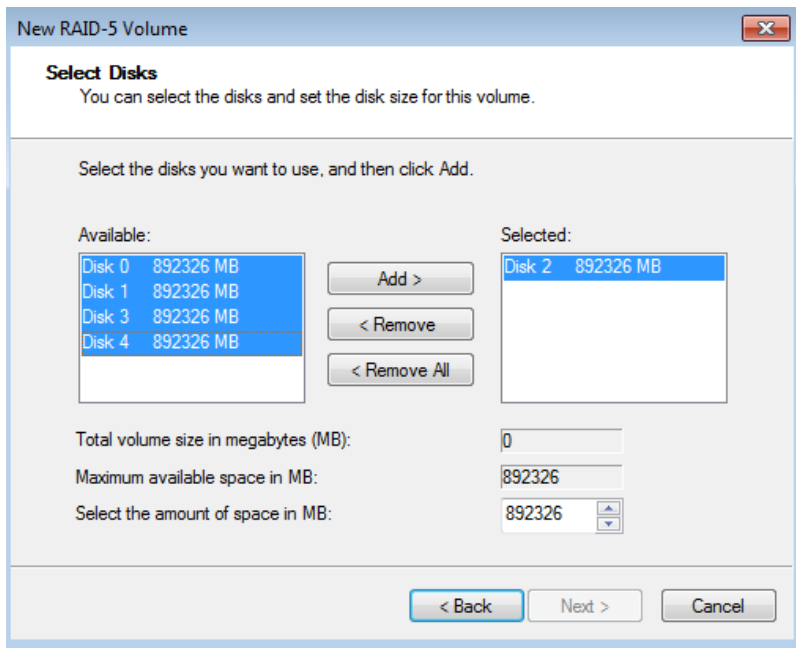 New RAID-5 Volume
Select Disks
You can select the disks and set the disk size for this volume.
Select the disks you want to use, and then click Add.
Available:
Selected:
Disk 0 892326 MB
Disk 1 892326 MB
Disk 3 892326 MB
Disk 4 892326 MB
Add >
< Remove
< Remove All
Disk 2 892326 MB
Total volume size in megabytes (MB): 0
Maximum available space in MB: 892326
Select the amount of space in MB: 892326
< Back Next > Cancel